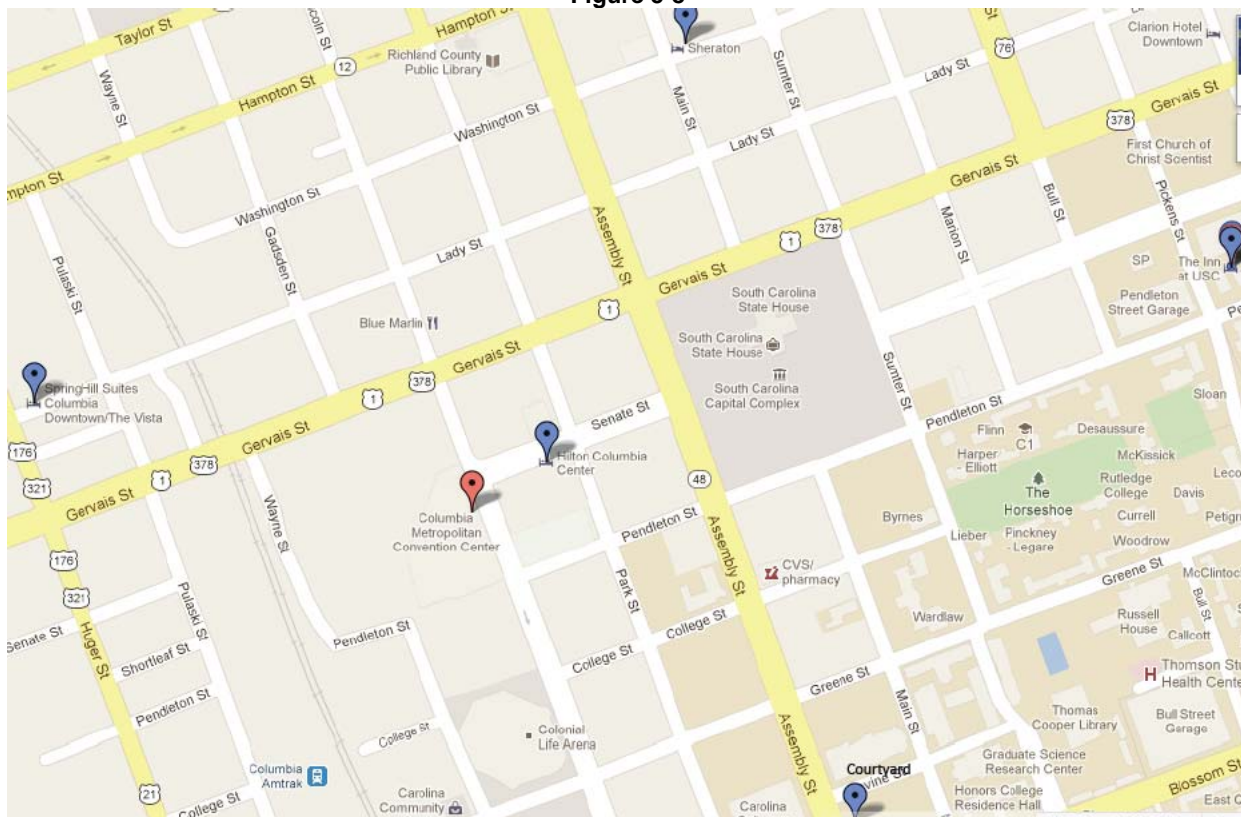 Taylor St
Lincoln St
Hampton St
Sheraton
76
Clarion Hotel
Downtown
Richland County
Public Library
12
Wayne St
Hampton St
Washington St
Main St
Sumter St
Lady St
Gervais St
378
Lady St
First Church of
Christ Scientist
Gervais St
Washington St
Gadsden St
Lady St
Assembly St
Marion St
Bull St
Pickens St
378
1
SP
The Inn
at USC
Pulaski St
Gervais St
South Carolina
State House
Pendleton
Street Garage
1
Blue Marlin
South Carolina
State House
Gervais St
378
1
South Carolina
Capital Complex
Sumter St
SpringHill Suites
Columbia
Downtown/The Vista
Senate St
Pendleton St
Sloan
Gervais St
176
378
1
321
Flinn
C1
Desaussure
Harper
- Elliott
McKissick
Hilton Columbia
Center
48
The
Horseshoe
Rutledge
College
Davis
Gervais St
Wayne St
Columbia
Metropolitan
Convention Center
Pendleton St
Assembly St
Byrnes
Lieber
Pinckney
- Legare
Currell
Woodrow
176
321
CVS/
pharmacy
Greene St
Pulaski St
Park St
Wardlaw
Russell
House
Bull St
Senate St
Huger St
Pendleton St
College St
Callcott
Shortleaf St
College St
Greene St
H
Pendleton St
Main St
Thomas
Cooper Library
Bull Street
Garage
College St
Colonial
Life Arena
Assembly St
Graduate Science
Research Center
Blossom St
Columbia
Amtrak
Courtyard
21
College St
Carolina
Community
Carolina
Honors College
Residence Hall